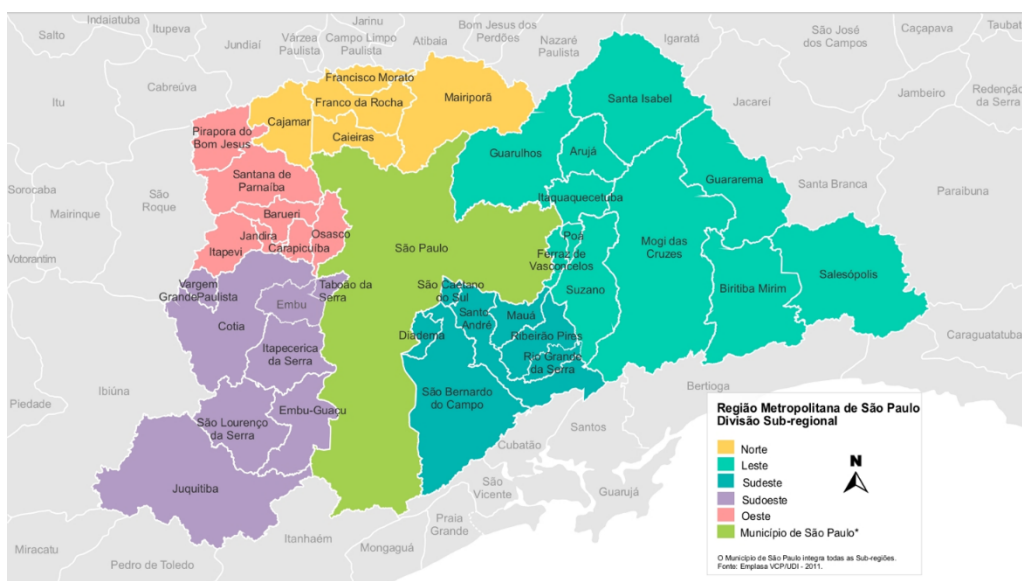 Salto
Indaiatuba
Itupeva
Jundiaí
Várzea
Paulista
Jarinu
Campo Limpo
Paulista
Atibaia
Bom Jesus dos
Perdões
Nazaré
Paulista
Igaratá
São José
dos Campos
Caçapava
Taubat
Itu
Cabreúva
Francisco Morato
Franco da Rocha
Mairiporã
Cajamar
Caieiras
Santa Isabel
Jacareí
Jambeiro
Redenção
da Serra
Pirapora do
Bom Jesus
Guarulhos
Arujá
Santana de
Parnaíba
Itaquaquecetuba
Guararema
Santa Branca
Paraibuna
Sorocaba
Mairinque
São
Roque
Barueri
Jandira
Osasco
Itapevi
Carapicuíba
São Paulo
Poá
Ferraz de
Vasconcelos
Mogi das
Cruzes
Votorantim
Vargem
Grande Paulista
Taboão da
Serra
Embu
São Caetano
do Sul
Suzano
Biritiba Mirim
Salesópolis
Cotia
Santo
André
Mauá
Diadema
Ribeirão Pires
Rio Grande
da Serra
Itapecerica
da Serra
Caraguatatuba
Ibiúna
Piedade
São Bernardo
do Campo
Bertioga
Embu-Guaçu
São Lourenço
da Serra
Santos
Cubatão
Juquitiba
São
Vicente
Guarujá
Praia
Grande
Itanhaém
Mongaguá
Miracatu
Pedro de Toledo
Região Metropolitana de São Paulo
Divisão Sub-regional
Norte
Leste
Sudeste
Sudoeste
Oeste
Município de São Paulo*
N
O Município de São Paulo integra todas as Sub-regiões.
Fonte: Emplasa VCP/UDI - 2011.